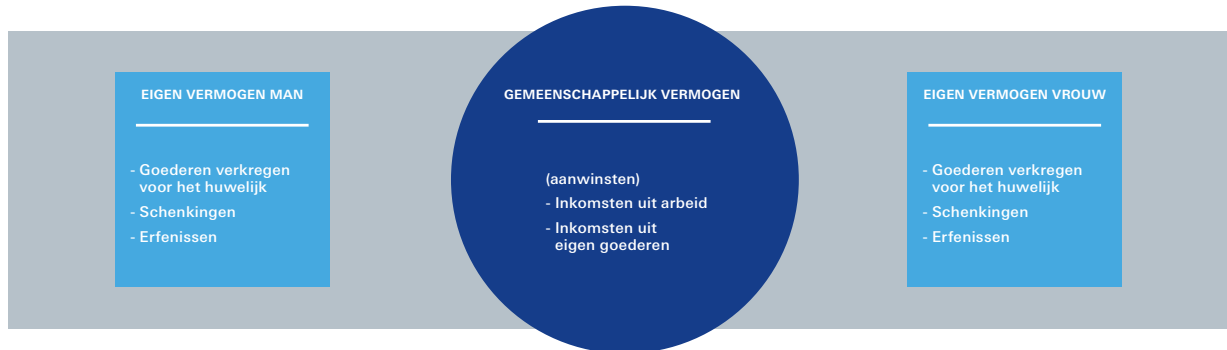 EIGEN VERMOGEN MAN
- Goederen verkregen
voor het huwelijk
- Schenkingen
- Erfenissen
GEMEENSCHAPPELIJK VERMOGEN
(aanwinsten)
- Inkomsten uit arbeid
- Inkomsten uit
eigen goederen
EIGEN VERMOGEN VROUW
- Goederen verkregen
voor het huwelijk
- Schenkingen
- Erfenissen